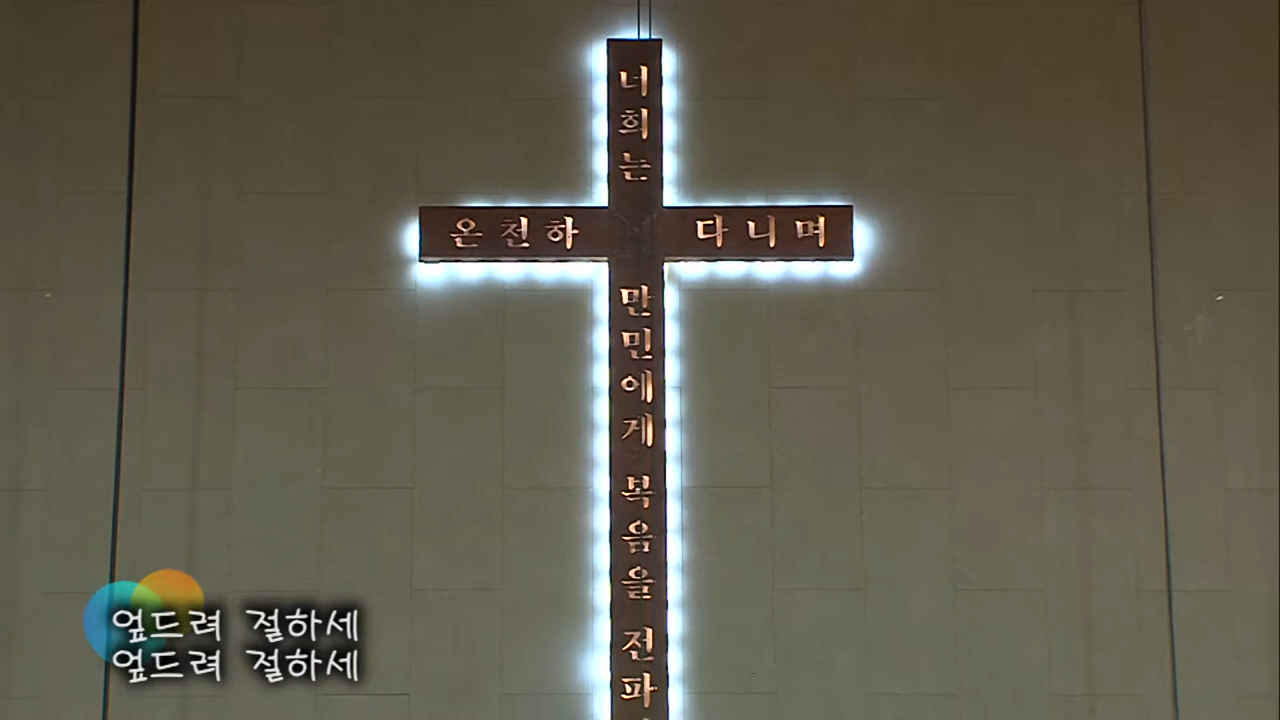 너희는
온천하 다니며
만민에게 복음을 전파
엎드려 절하세
엎드려 절하세